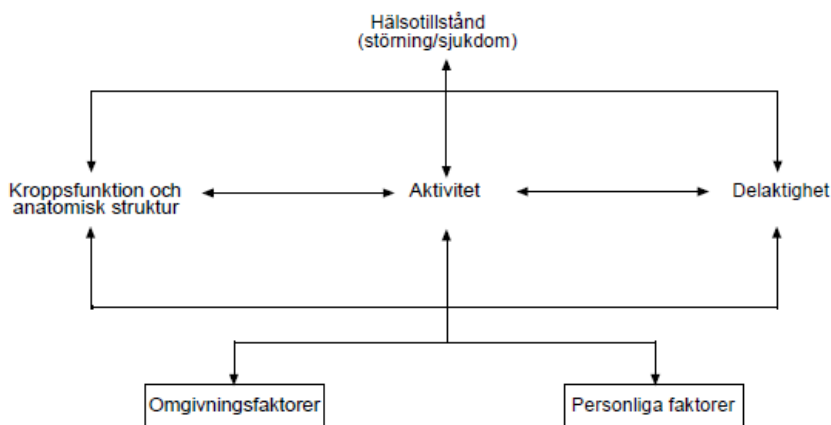 Hälsotillstånd
(störning/sjukdom)
Kroppsfunktion och
anatomisk struktur
Aktivitet
Delaktighet
Omgivningsfaktorer
Personliga faktorer